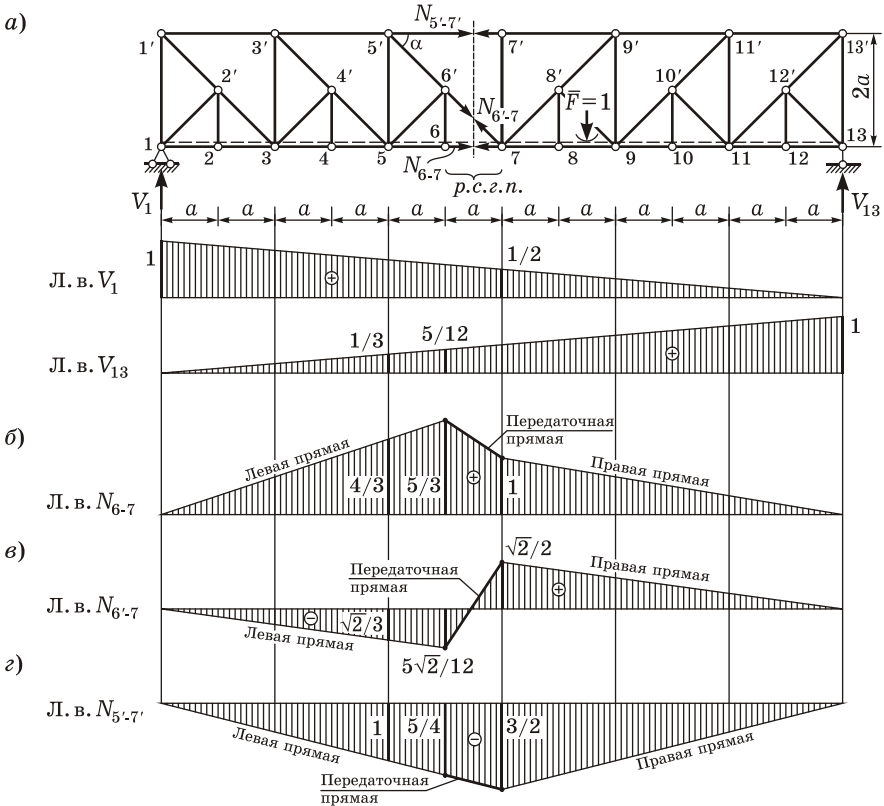 а)
N₅'₋₇'
1' 3' 5' α 7' 9' 11' 13'
2' 4' 6' 8' 10' 12'
N₆'₋₇ F̅=1 2a
1 2 3 4 5 6 7 8 9 10 11 12 13
N₆₋₇
р.с.г.п.
V₁ V₁₃
a a a a a a a a a a a a
Л. в. V₁ 1 + 1/2
Л. в. V₁₃ 1/3 5/12 + 1
б)
Левая прямая Передаточная
прямая
Правая прямая
Л. в. N₆₋₇ 4/3 5/3 + 1
в)
√2/2
Передаточная
прямая
Правая прямая
Л. в. N₆'₋₇ − √2/3 +
Левая прямая 5√2/12
г)
Л. в. N₅'₋₇' 1 5/4 − 3/2
Левая прямая Правая прямая
Передаточная
прямая